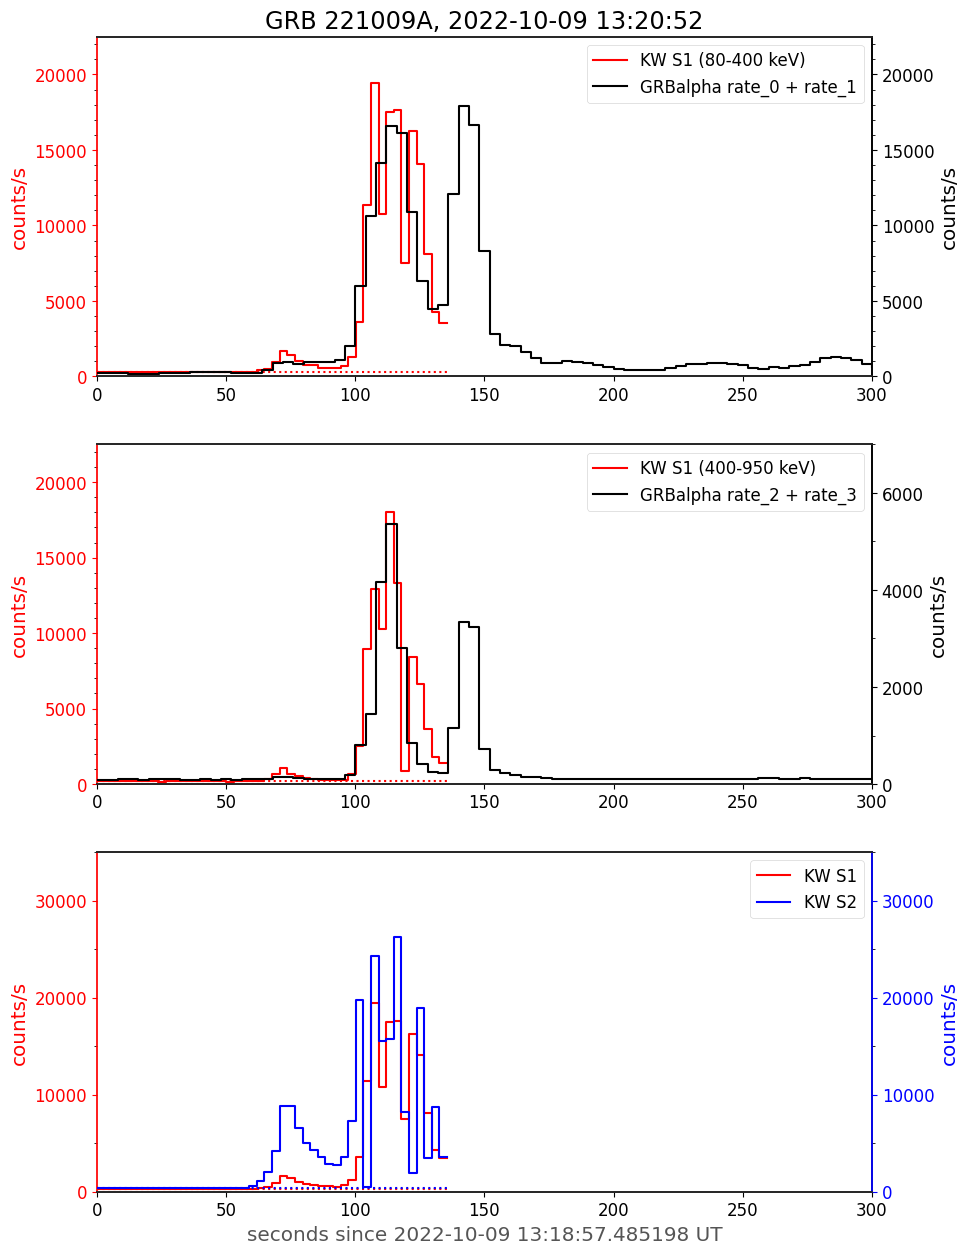 GRB 221009A, 2022-10-09 13:20:52
KW S1 (80-400 keV)
GRBalpha rate_0 + rate_1
20000
15000
10000
5000
0
counts/s
20000
15000
10000
5000
0
counts/s
0 50 100 150 200 250 300
KW S1 (400-950 keV)
GRBalpha rate_2 + rate_3
20000
15000
10000
5000
0
counts/s
6000
4000
2000
0
counts/s
0 50 100 150 200 250 300
KW S1
KW S2
30000
20000
10000
0
counts/s
30000
20000
10000
0
counts/s
0 50 100 150 200 250 300
seconds since 2022-10-09 13:18:57.485198 UT